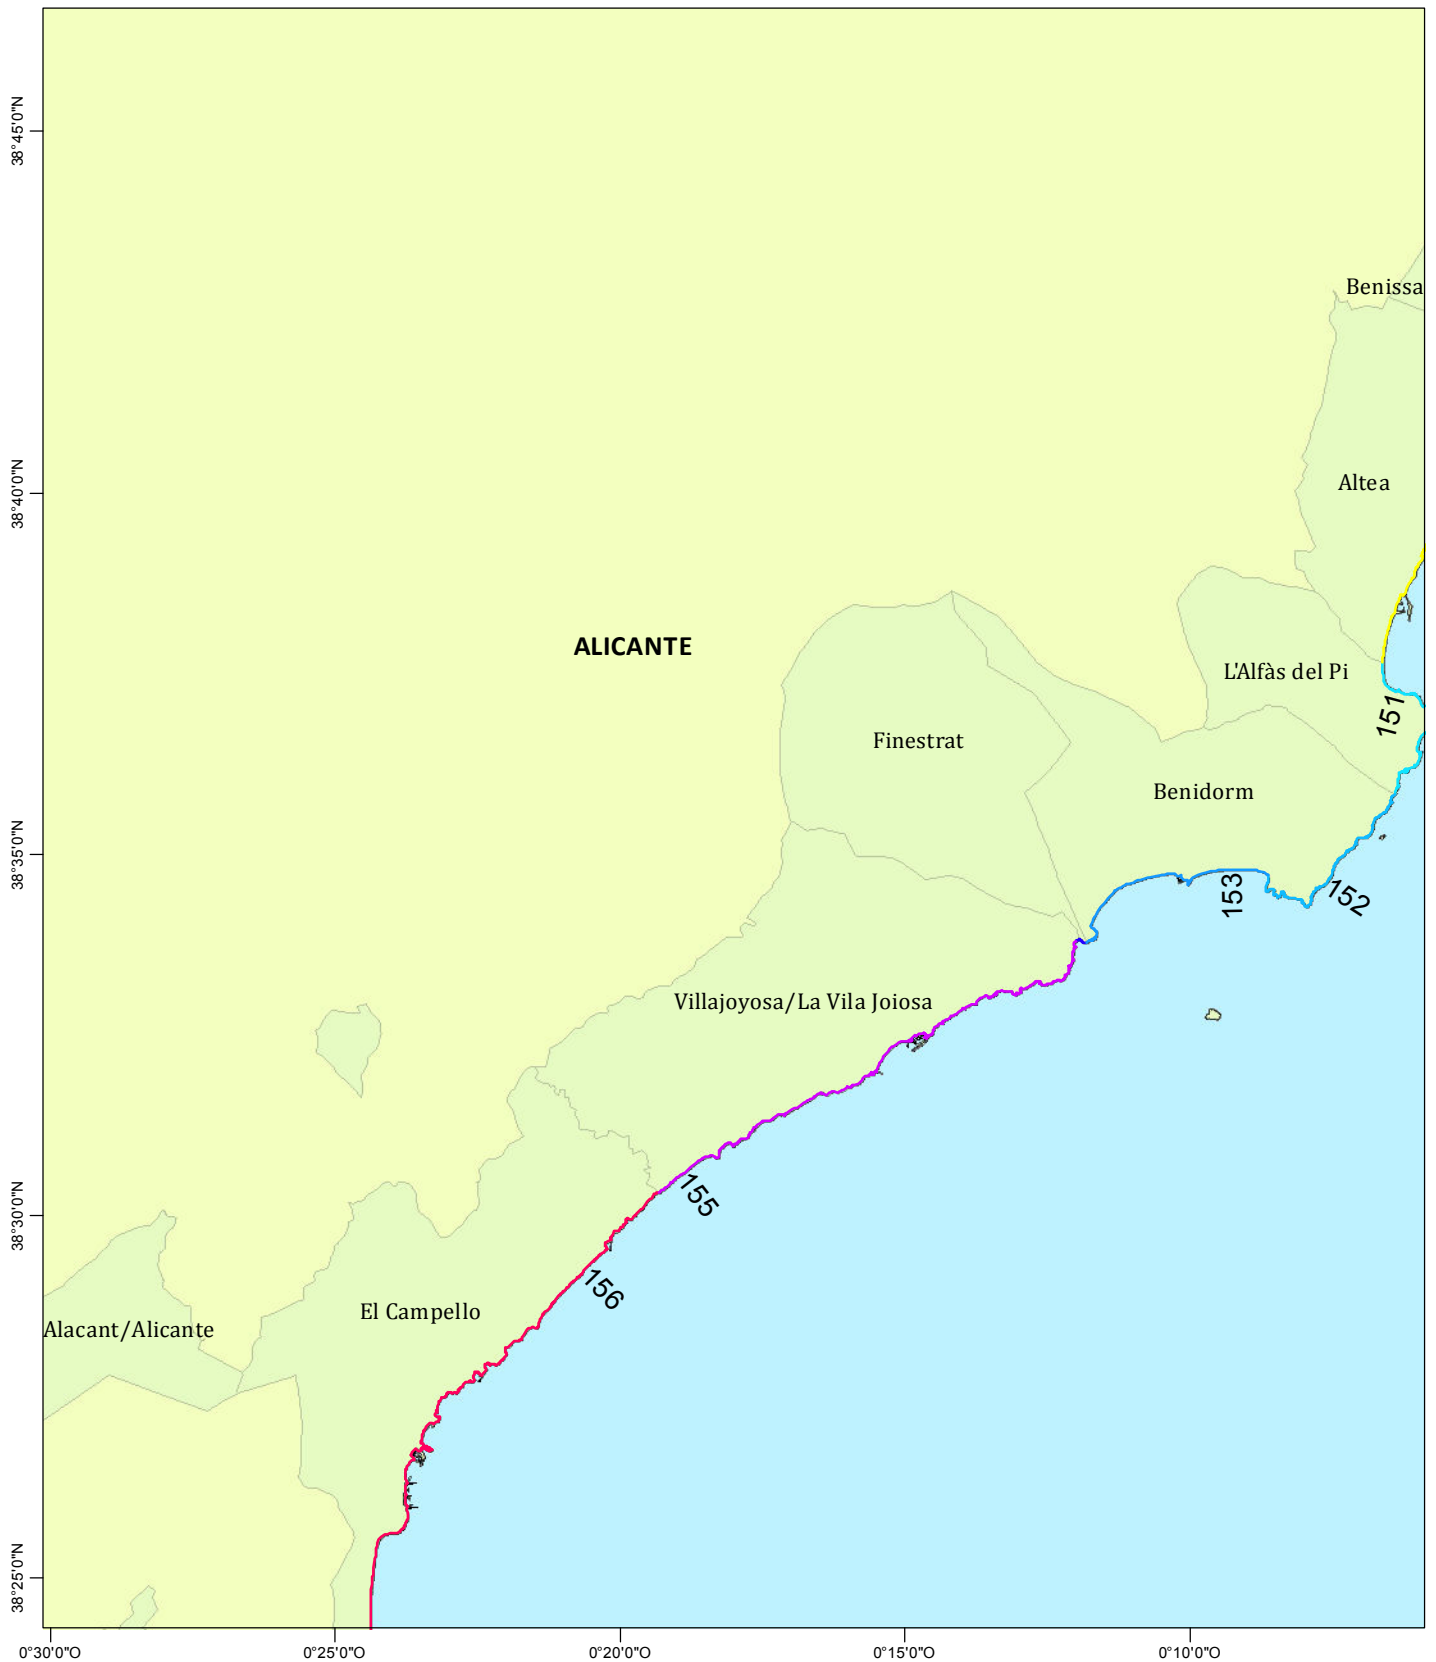 38°45'0"N
Benissa
38°40'0"N
Altea
ALICANTE
L'Alfàs del Pi
151
Finestrat
Benidorm
38°35'0"N
153
152
Villajoyosa/La Vila Joiosa
155
38°30'0"N
156
El Campello
Alacant/Alicante
38°25'0"N
0°30'0"O
0°25'0"O
0°20'0"O
0°15'0"O
0°10'0"O